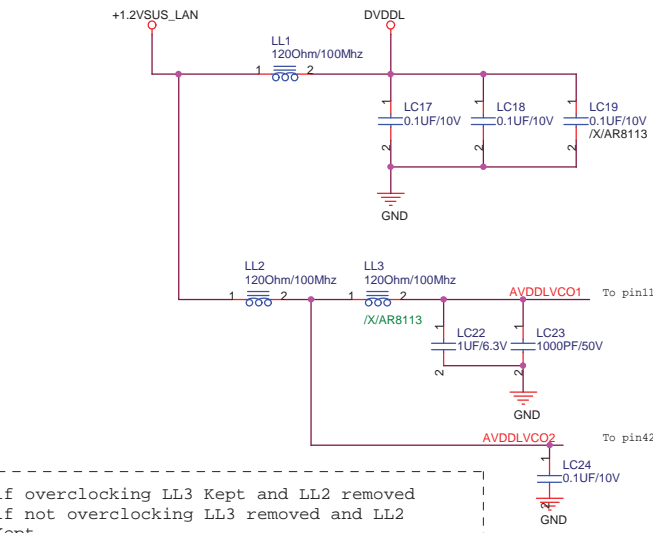 +1.2VSUS_LAN
DVDDL
LL1
120Ohm/100Mhz
1 2
1
LC17
0.1UF/10V
2
1
LC18
0.1UF/10V
2
1
LC19
0.1UF/10V
/X/AR8113
2
GND
LL2
120Ohm/100Mhz
1 2
LL3
120Ohm/100Mhz
1 2
/X/AR8113
AVDDLVCO1
To pin11
1
LC22
1UF/6.3V
2
1
LC23
1000PF/50V
2
GND
AVDDLVCO2
To pin42
1
LC24
0.1UF/10V
2
GND
if overclocking LL3 Kept and LL2 removed
if not overclocking LL3 removed and LL2
Kept